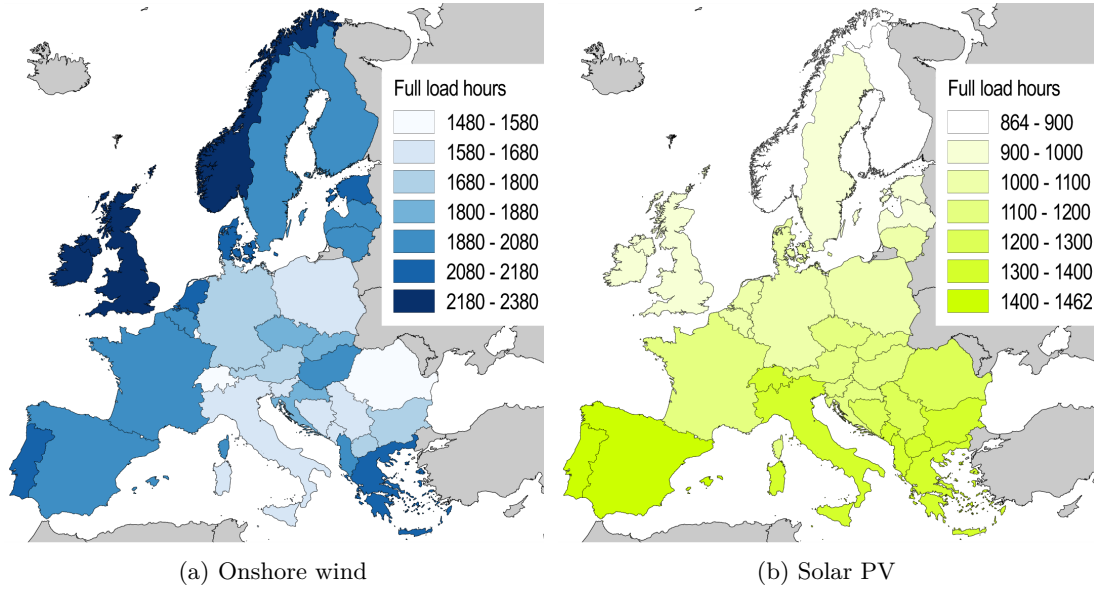 Full load hours
1480 - 1580
1580 - 1680
1680 - 1800
1800 - 1880
1880 - 2080
2080 - 2180
2180 - 2380
(a) Onshore wind
Full load hours
864 - 900
900 - 1000
1000 - 1100
1100 - 1200
1200 - 1300
1300 - 1400
1400 - 1462
(b) Solar PV